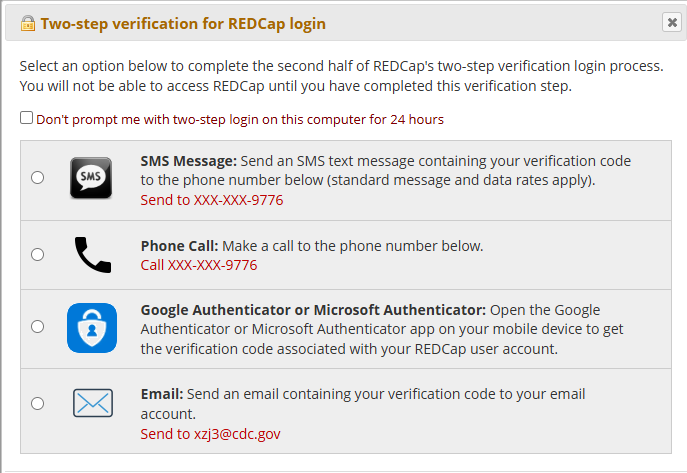 Two-step verification for REDCap login
Select an option below to complete the second half of REDCap's two-step verification login process.
You will not be able to access REDCap until you have completed this verification step.
Don't prompt me with two-step login on this computer for 24 hours
SMS
SMS Message: Send an SMS text message containing your verification code
to the phone number below (standard message and data rates apply).
Send to XXX-XXX-9776
Phone Call: Make a call to the phone number below.
Call XXX-XXX-9776
Google Authenticator or Microsoft Authenticator: Open the Google
Authenticator or Microsoft Authenticator app on your mobile device to get
the verification code associated with your REDCap user account.
Email: Send an email containing your verification code to your email
account.
Send to xzj3@cdc.gov